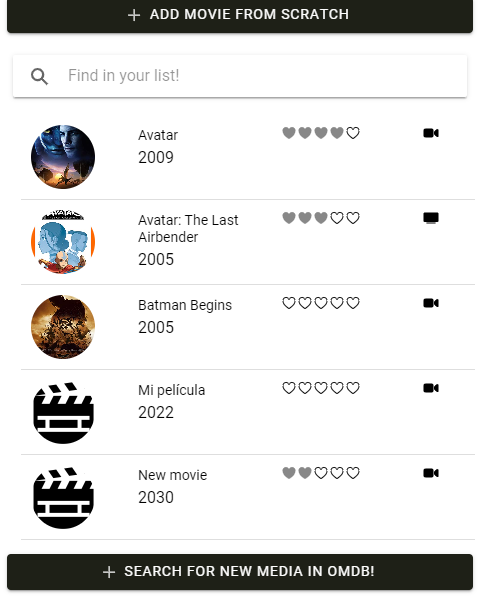 ADD MOVIE FROM SCRATCH
Find in your list!
Avatar
2009
Avatar: The Last
Airbender
2005
Batman Begins
2005
Mi película
2022
New movie
2030
SEARCH FOR NEW MEDIA IN OMDB!